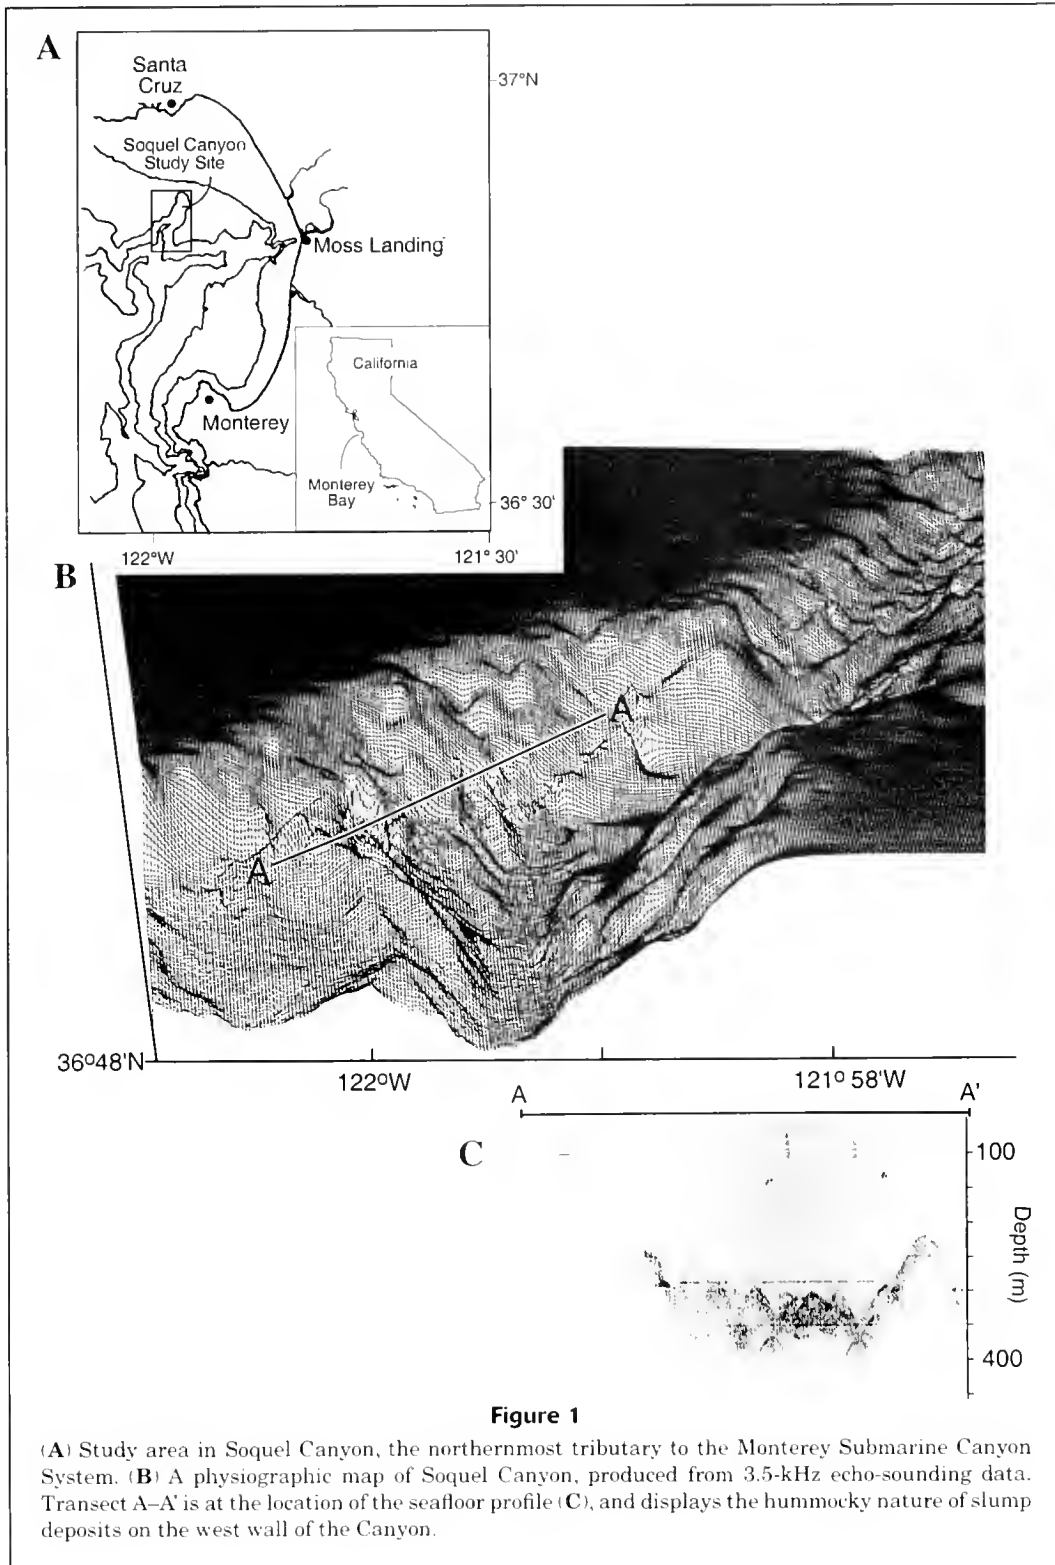 A
Santa
Cruz
37°N
Soquel Canyon
Study Site
Moss Landing
California
Monterey
Monterey
Bay
36° 30'
122°W
121° 30'
B
A
A
36°48'N
122°W
121° 58'W
A
A'
C
100
Depth (m)
400
Figure 1
(A) Study area in Soquel Canyon, the northernmost tributary to the Monterey Submarine Canyon
System. (B) A physiographic map of Soquel Canyon, produced from 3.5-kHz echo-sounding data.
Transect A–A' is at the location of the seafloor profile (C), and displays the hummocky nature of slump
deposits on the west wall of the Canyon.